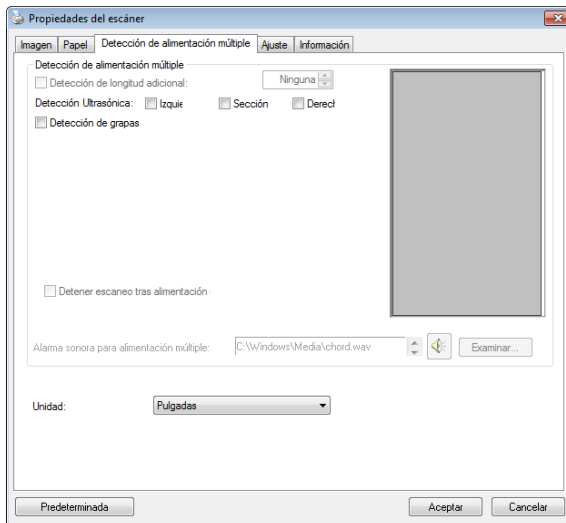 Propiedades del escáner
Imagen Papel Detección de alimentación múltiple Ajuste Información
Detección de alimentación múltiple
Detección de longitud adicional: Ninguna
Detección Ultrasónica: Izquie Sección Derech
Detección de grapas
Detener escaneo tras alimentación
Alarma sonora para alimentación múltiple: C:\Windows\Media\chord.wav Examinar...
Unidad: Pulgadas
Predeterminada Aceptar Cancelar